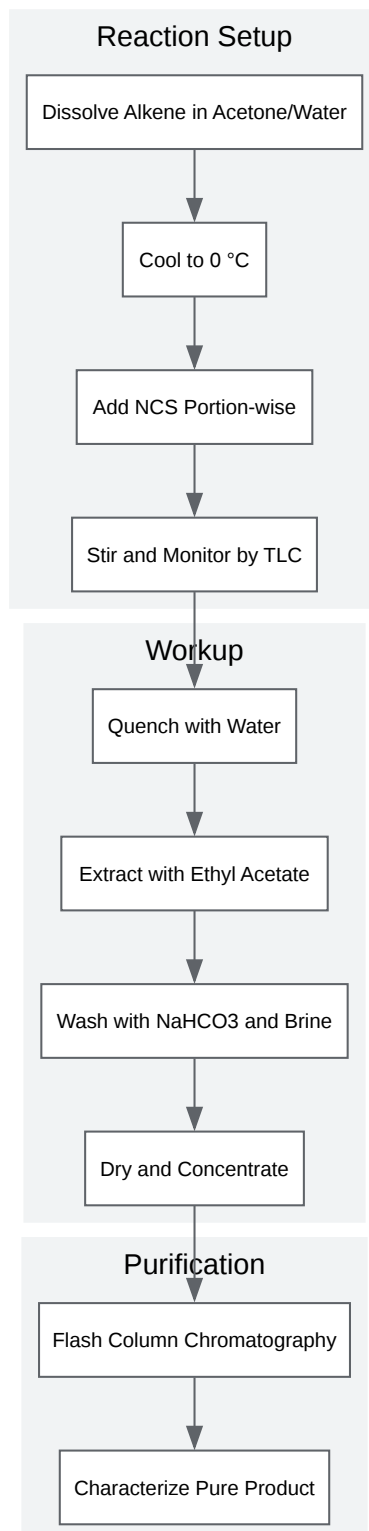 Reaction Setup
Dissolve Alkene in Acetone/Water
Cool to 0 °C
Add NCS Portion-wise
Stir and Monitor by TLC
Workup
Quench with Water
Extract with Ethyl Acetate
Wash with NaHCO3 and Brine
Dry and Concentrate
Purification
Flash Column Chromatography
Characterize Pure Product